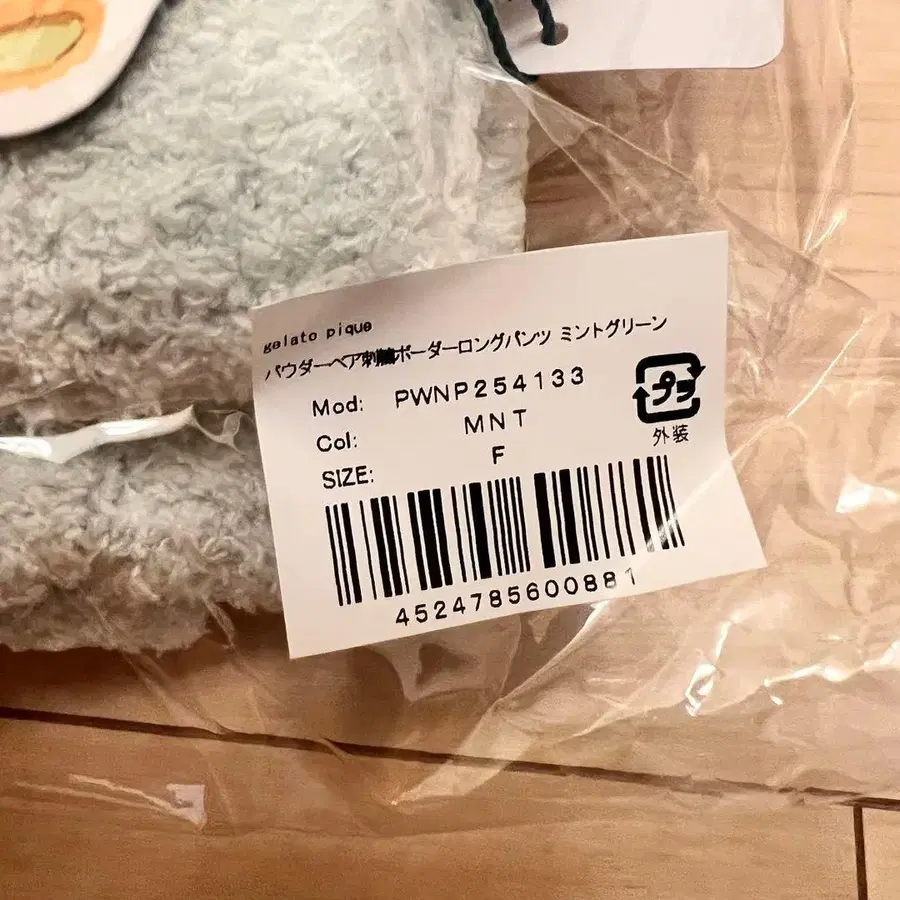 gelato pique
パウダーベア刺繍ボーダーロングパンツ ミントグリーン
Mod: PWNP254133
Col: MNT
SIZE: F
プラ
外装
4524785600881